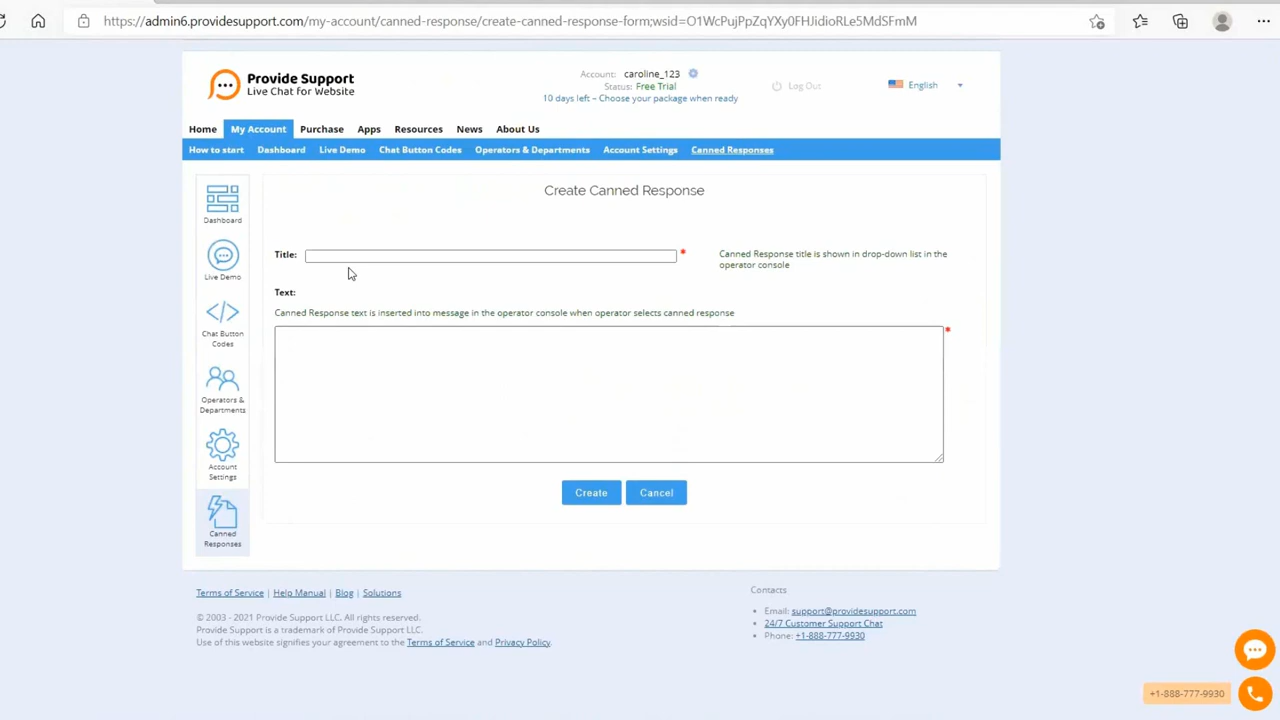 https://admin6.providesupport.com/my-account/canned-response/create-canned-response-form;wsid=O1WcPujpPpZqYXy0FHJidioRLe5MdSFmM
Provide Support
Live Chat for Website
Account: caroline_123
Status: Free Trial
10 days left – Choose your package when ready
Log Out
English
Home My Account Purchase Apps Resources News About Us
How to start Dashboard Live Demo Chat Button Codes Operators & Departments Account Settings Canned Responses
Dashboard
Live Demo
Chat Button
Codes
Operators &
Departments
Account
Settings
Canned
Responses
Create Canned Response
Title: *
Canned Response title is shown in drop-down list in the
operator console
Text:
Canned Response text is inserted into message in the operator console when operator selects canned response
*
Create Cancel
Terms of Service | Help Manual | Blog | Solutions
© 2003 - 2021 Provide Support LLC. All rights reserved.
Provide Support is a trademark of Provide Support LLC.
Use of this website signifies your agreement to the Terms of Service and Privacy Policy.
Contacts
• Email: support@providesupport.com
• 24/7 Customer Support Chat
• Phone: +1-888-777-9930
+1-888-777-9930